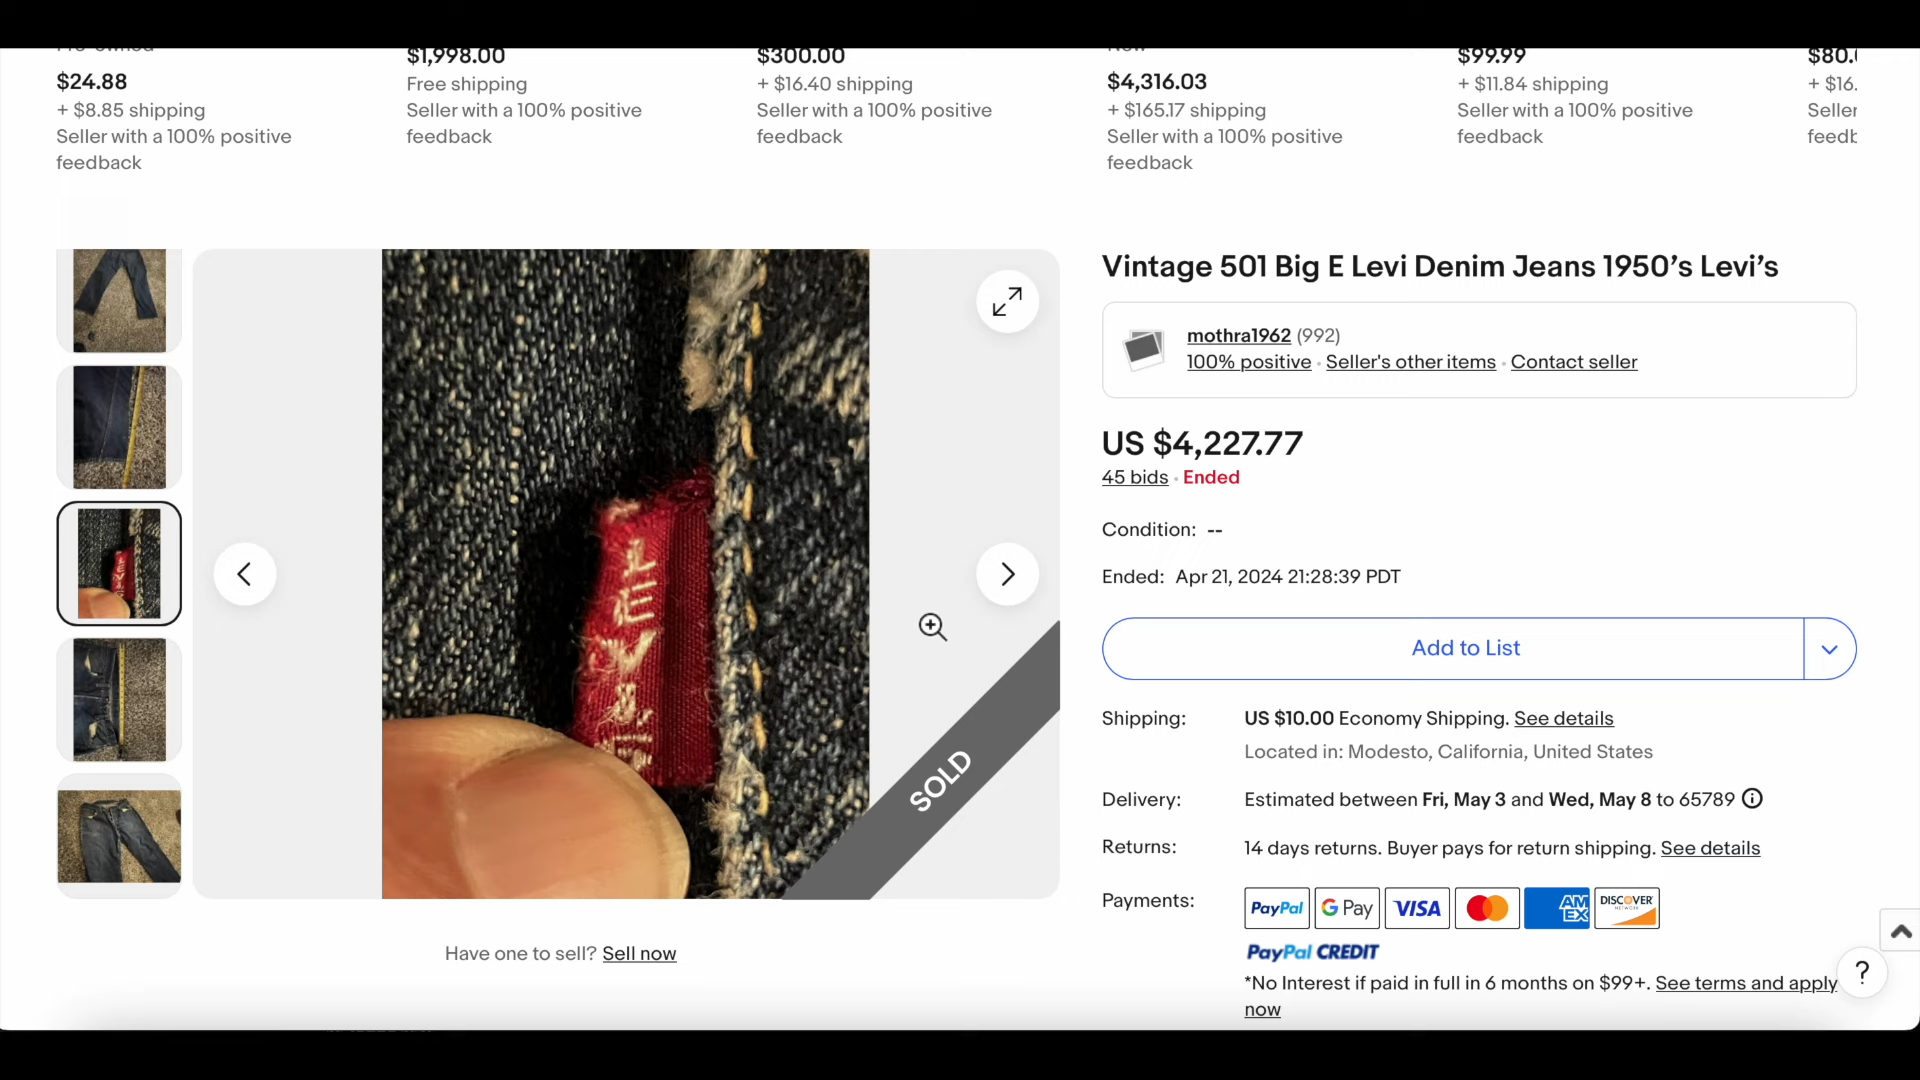 $24.88
+ $8.85 shipping
Seller with a 100% positive
feedback
$1,998.00
Free shipping
Seller with a 100% positive
feedback
$300.00
+ $16.40 shipping
Seller with a 100% positive
feedback
$4,316.03
+ $165.17 shipping
Seller with a 100% positive
feedback
$99.99
+ $11.84 shipping
Seller with a 100% positive
feedback
$80.
+ $16.
Seller
feedb
LEVI'S
SOLD
Have one to sell? Sell now
Vintage 501 Big E Levi Denim Jeans 1950’s Levi’s
mothra1962 (992)
100% positive · Seller's other items · Contact seller
US $4,227.77
45 bids · Ended
Condition: --
Ended: Apr 21, 2024 21:28:39 PDT
Add to List
Shipping: US $10.00 Economy Shipping. See details
Located in: Modesto, California, United States
Delivery: Estimated between Fri, May 3 and Wed, May 8 to 65789
Returns: 14 days returns. Buyer pays for return shipping. See details
Payments: PayPal G Pay VISA AM EX DISCOVER NETWORK
PayPal CREDIT
*No Interest if paid in full in 6 months on $99+. See terms and apply
now
?